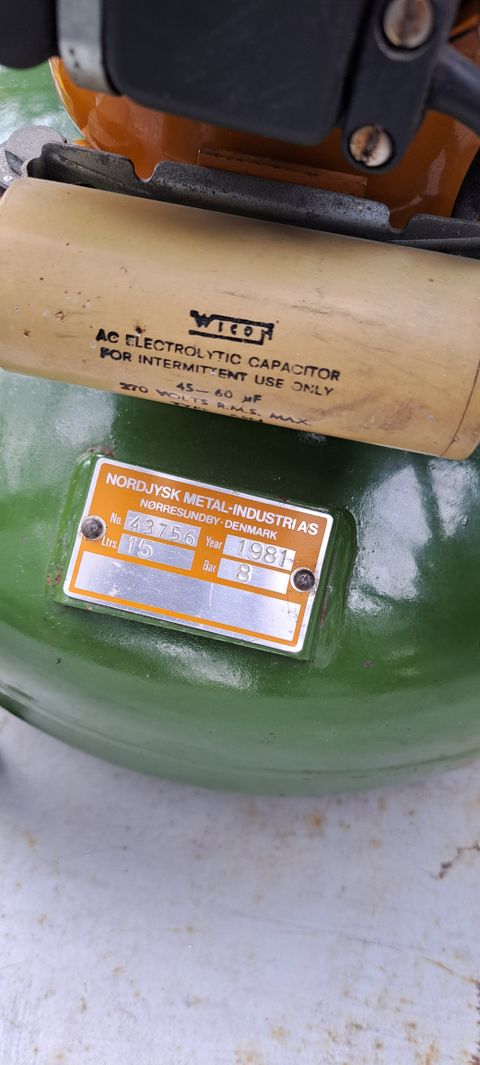 WICON
AC ELECTROLYTIC CAPACITOR
FOR INTERMITTENT USE ONLY
45-60 µF
270 VOLTS R.M.S. MAX.
NORDJYSK METAL-INDUSTRI A/S
NØRRESUNDBY·DENMARK
No. 43756 Year 1981
Ltrs. 15 Bar 8